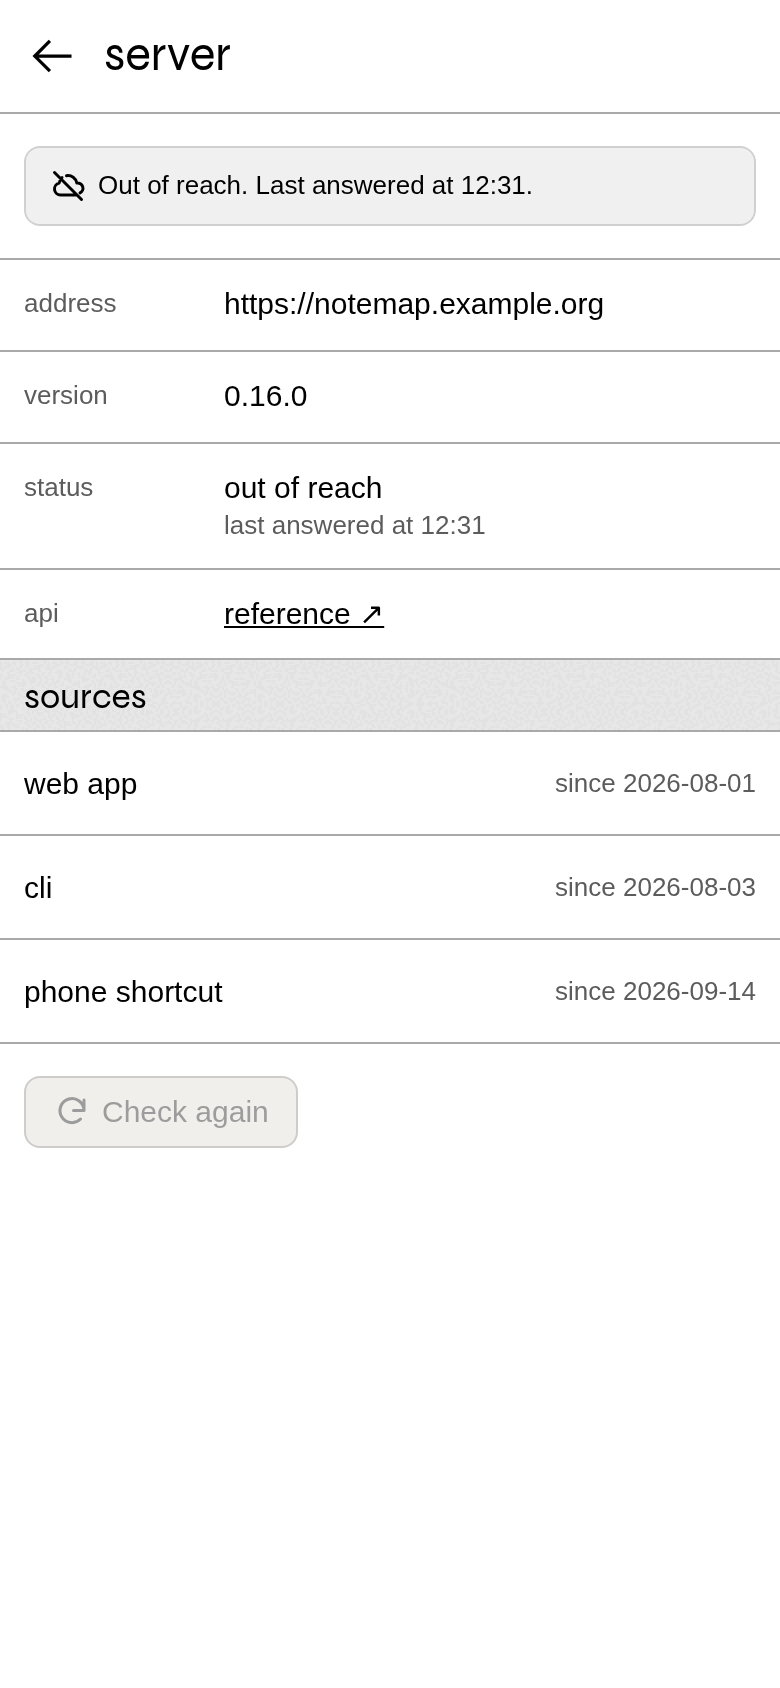 server
Out of reach. Last answered at 12:31.
address https://notemap.example.org
version 0.16.0
status out of reach
last answered at 12:31
api reference ↗
sources
web app since 2026-08-01
cli since 2026-08-03
phone shortcut since 2026-09-14
Check again